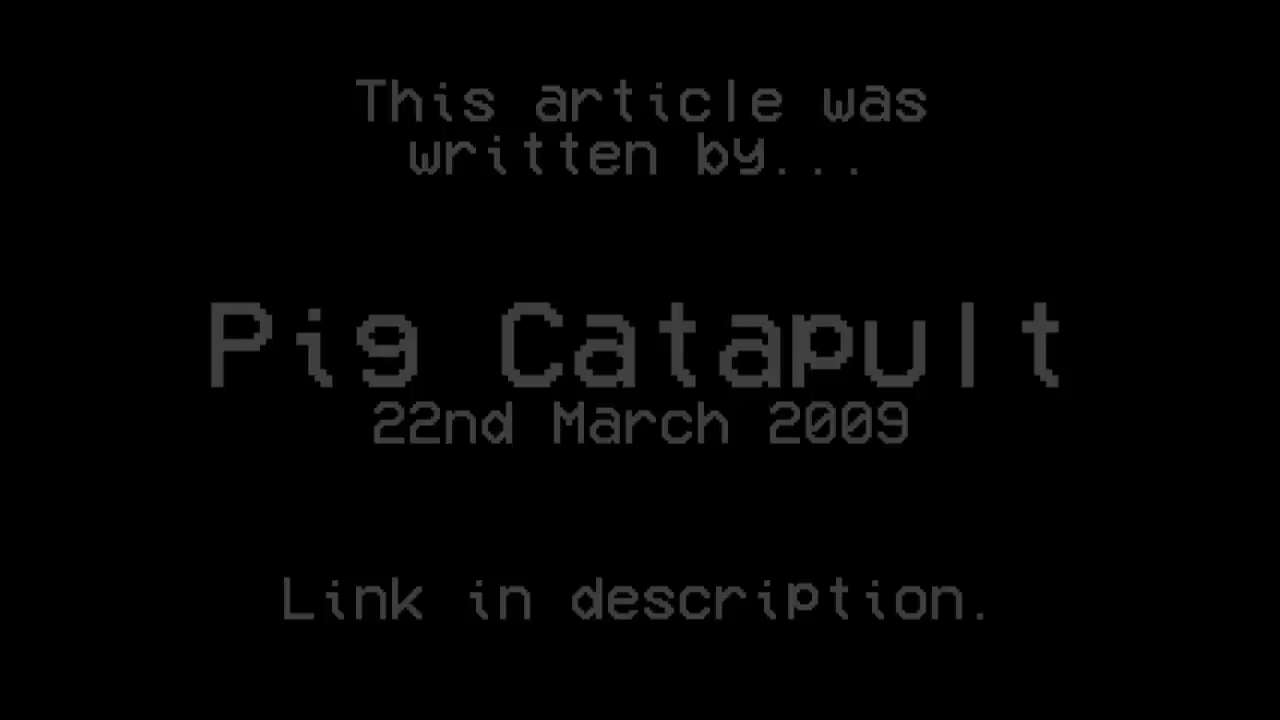 This article was
written by...
Pig Catapult
22nd March 2009
Link in description.